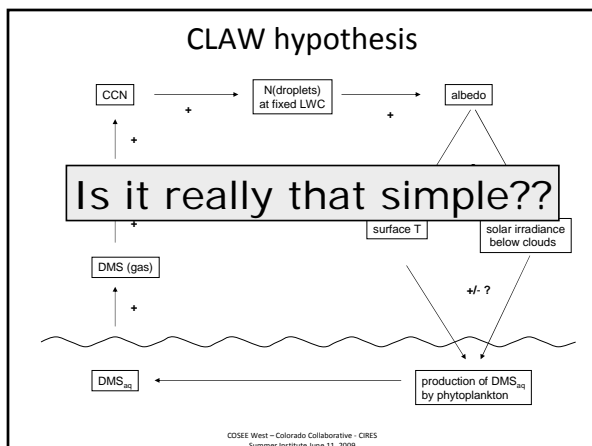 CLAW hypothesis
CCN
N(droplets)
at fixed LWC
albedo
+
+
+
-
Is it really that simple??
+
surface T
solar irradiance
below clouds
DMS (gas)
+/- ?
+
DMSaq
production of DMSaq
by phytoplankton
COSEE West – Colorado Collaborative - CIRES
Summer Institute June 11, 2009